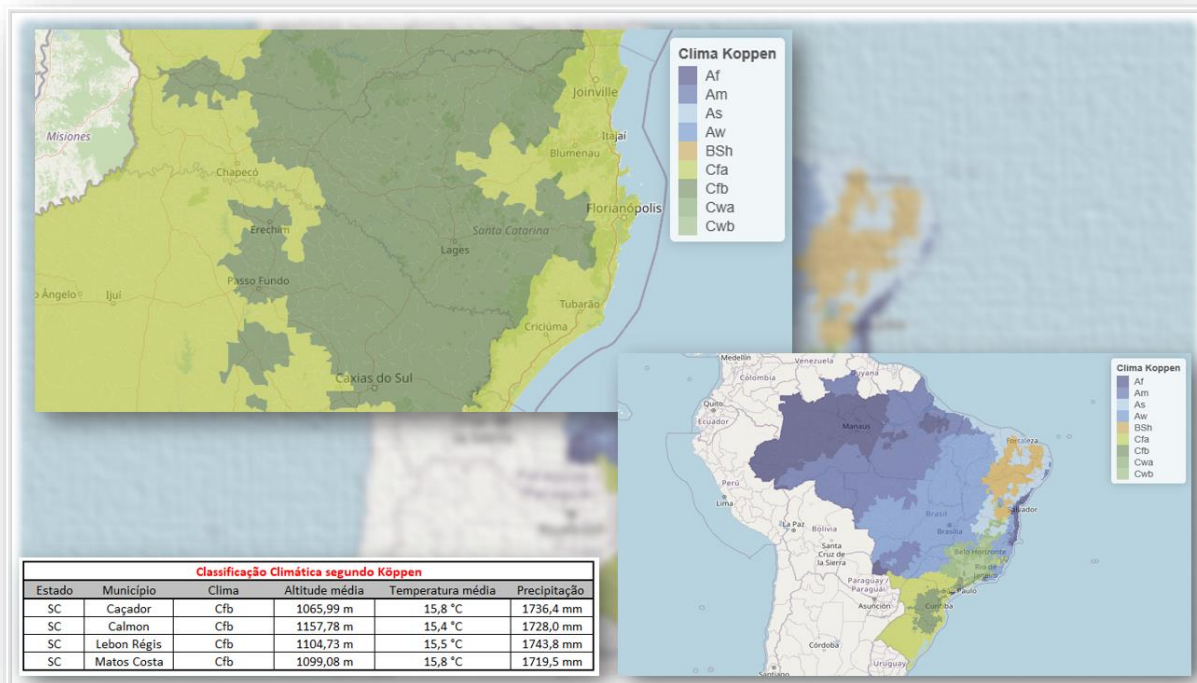 Clima Koppen
Af
Am
As
Aw
BSh
Cfa
Cfb
Cwa
Cwb
Misiones
Joinville
Itajaí
Blumenau
Chapecó
Florianópolis
Erechim
Santa Catarina
Lages
Passo Fundo
o Ângelo
Ijuí
Tubarão
Criciúma
Caxias do Sul
Medellín
Venezuela
Guyana
Colombia
Quito
Ecuador
Manaus
Fortaleza
Perú
Lima
Brasil
Salvador
La Paz
Bolivia
Brasília
Santa
Cruz de
la Sierra
Belo Horizonte
Rio de
Janeiro
Paraguay /
Paraguái
São Paulo
Asunción
Curitiba
Córdoba
Uruguay
Santiago
Clima Koppen
Af
Am
As
Aw
BSh
Cfa
Cfb
Cwa
Cwb
la Sierra
Classificação Climática segundo Köppen
Estado Município Clima Altitude média Temperatura média Precipitação
SC Caçador Cfb 1065,99 m 15,8 °C 1736,4 mm
SC Calmon Cfb 1157,78 m 15,4 °C 1728,0 mm
SC Lebon Régis Cfb 1104,73 m 15,5 °C 1743,8 mm
SC Matos Costa Cfb 1099,08 m 15,8 °C 1719,5 mm